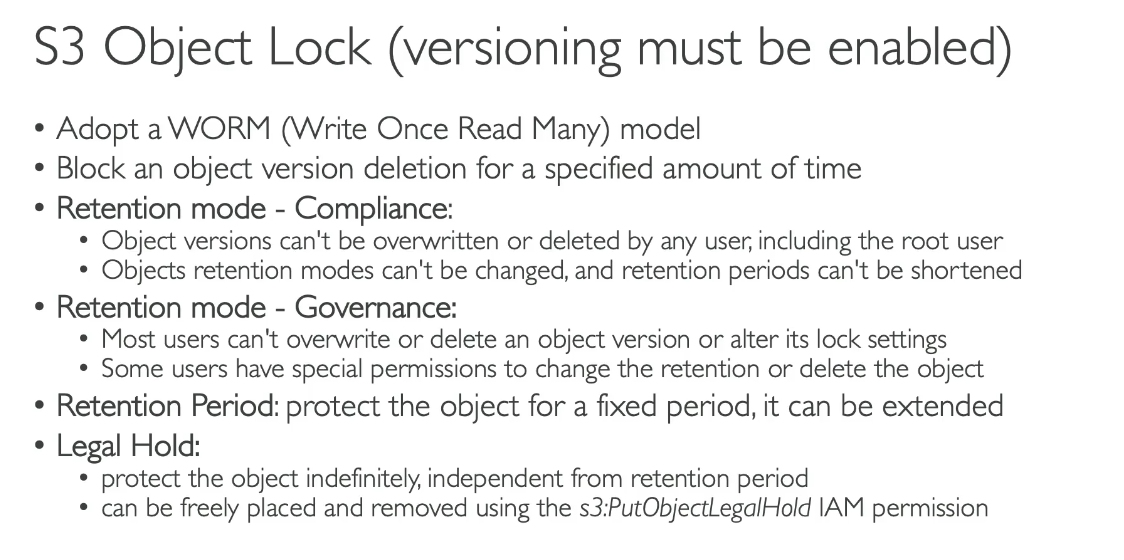 S3 Object Lock (versioning must be enabled)
• Adopt a WORM (Write Once Read Many) model
• Block an object version deletion for a specified amount of time
• Retention mode - Compliance:
• Object versions can't be overwritten or deleted by any user, including the root user
• Objects retention modes can't be changed, and retention periods can't be shortened
• Retention mode - Governance:
• Most users can't overwrite or delete an object version or alter its lock settings
• Some users have special permissions to change the retention or delete the object
• Retention Period: protect the object for a fixed period, it can be extended
• Legal Hold:
• protect the object indefinitely, independent from retention period
• can be freely placed and removed using the s3:PutObjectLegalHold IAM permission